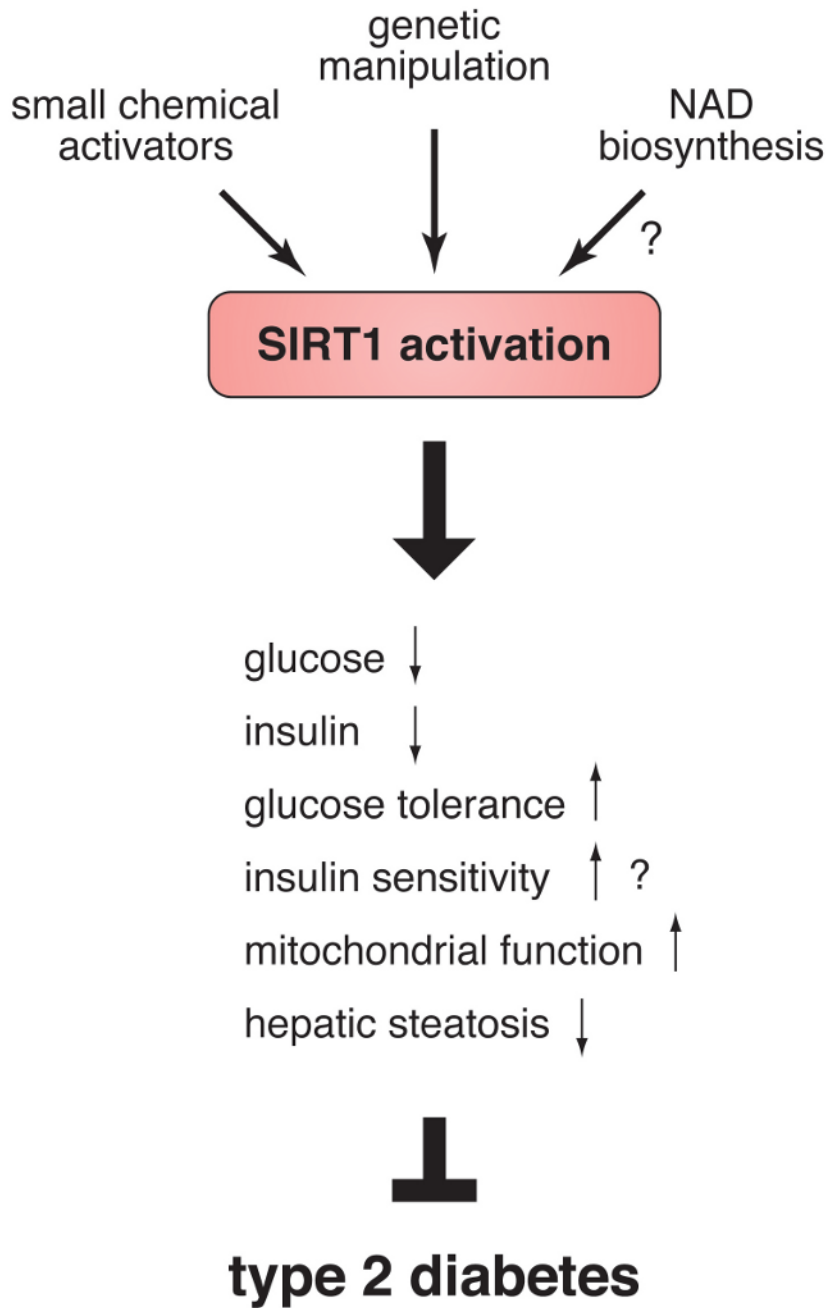 genetic
manipulation
small chemical
activators
NAD
biosynthesis
?
SIRT1 activation
glucose ↓
insulin ↓
glucose tolerance ↑
insulin sensitivity ↑ ?
mitochondrial function ↑
hepatic steatosis ↓
type 2 diabetes